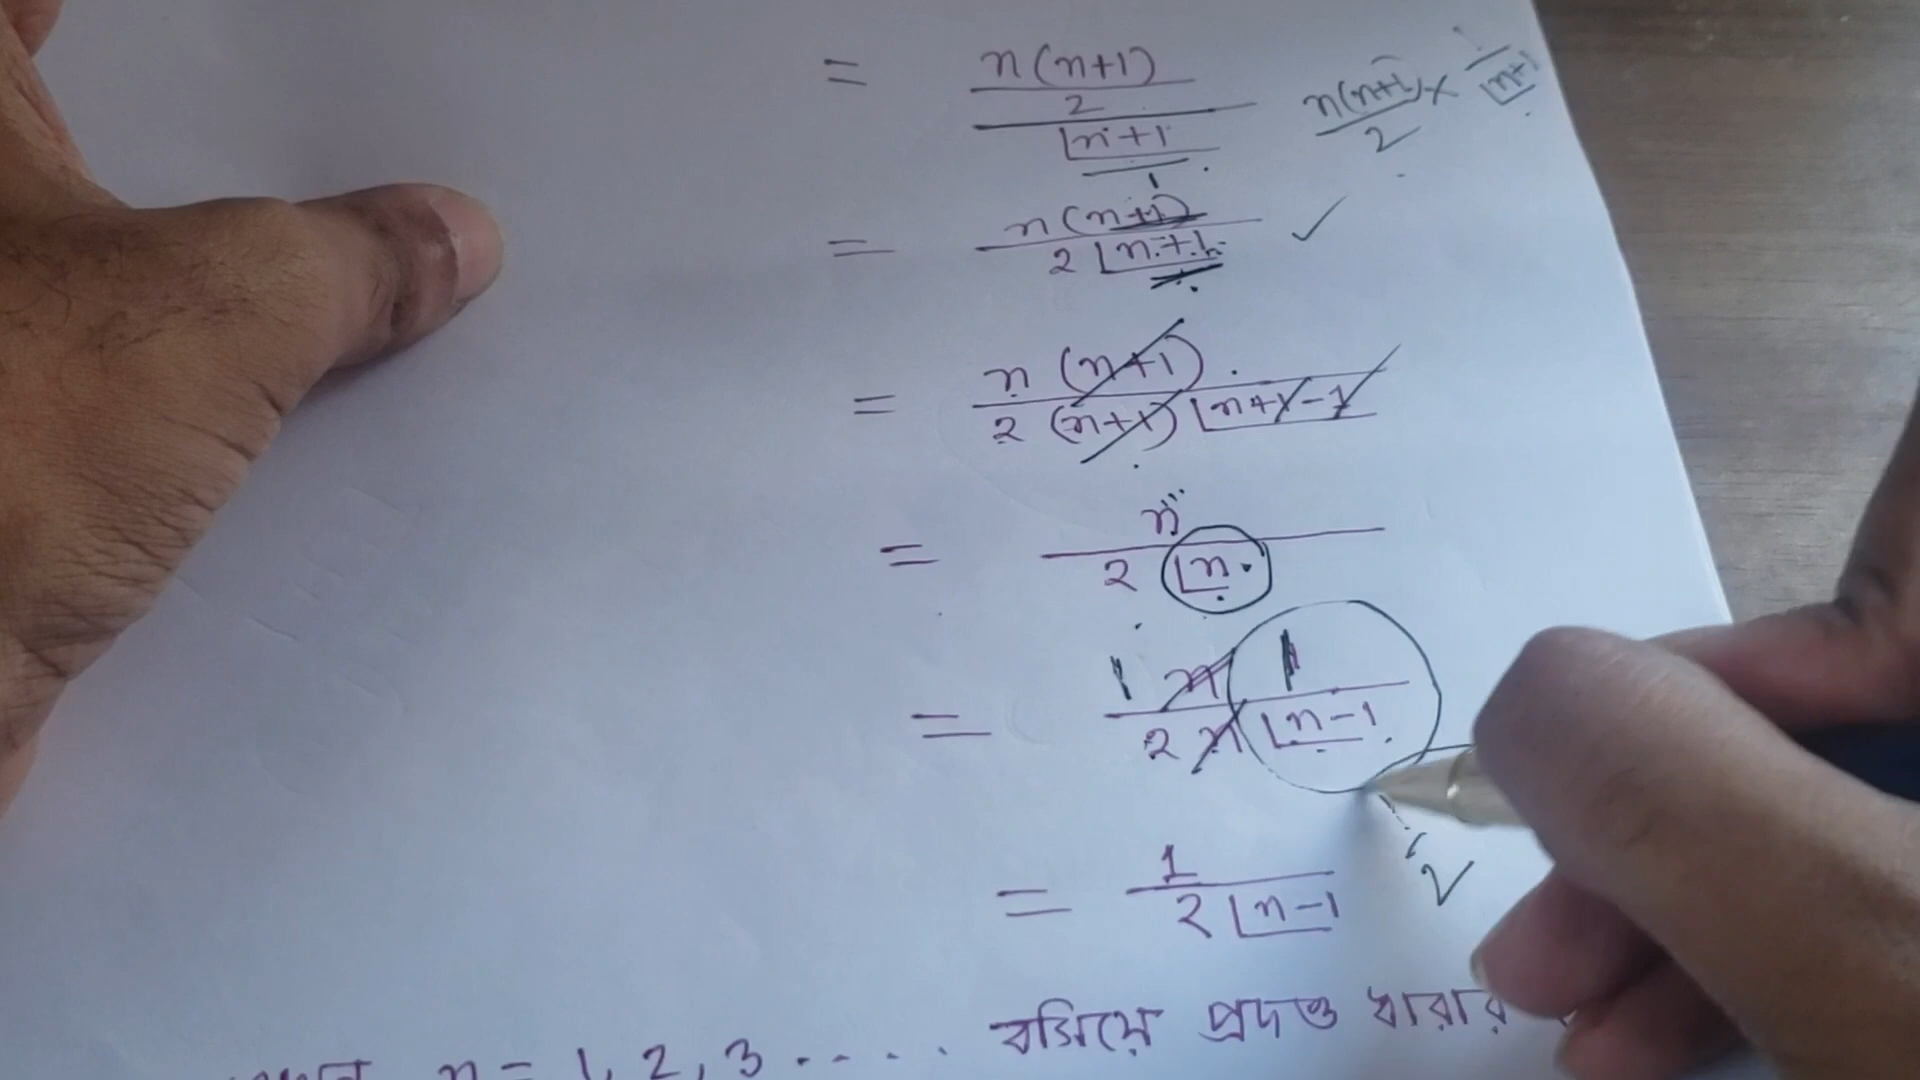 = n(n+1)/2 / ⌊n+1 n(n+1)/2 × 1/⌊n+1
= n(n+1) / 2⌊n+1 ✓
= n(n+1) / 2(n+1)⌊n+1-1
= n / 2⌊n
= 1 n 1 / 2n⌊n-1
= 1 / 2⌊n-1
n = 1, 2, 3 ..... বসিয়ে প্রদত্ত ধারার